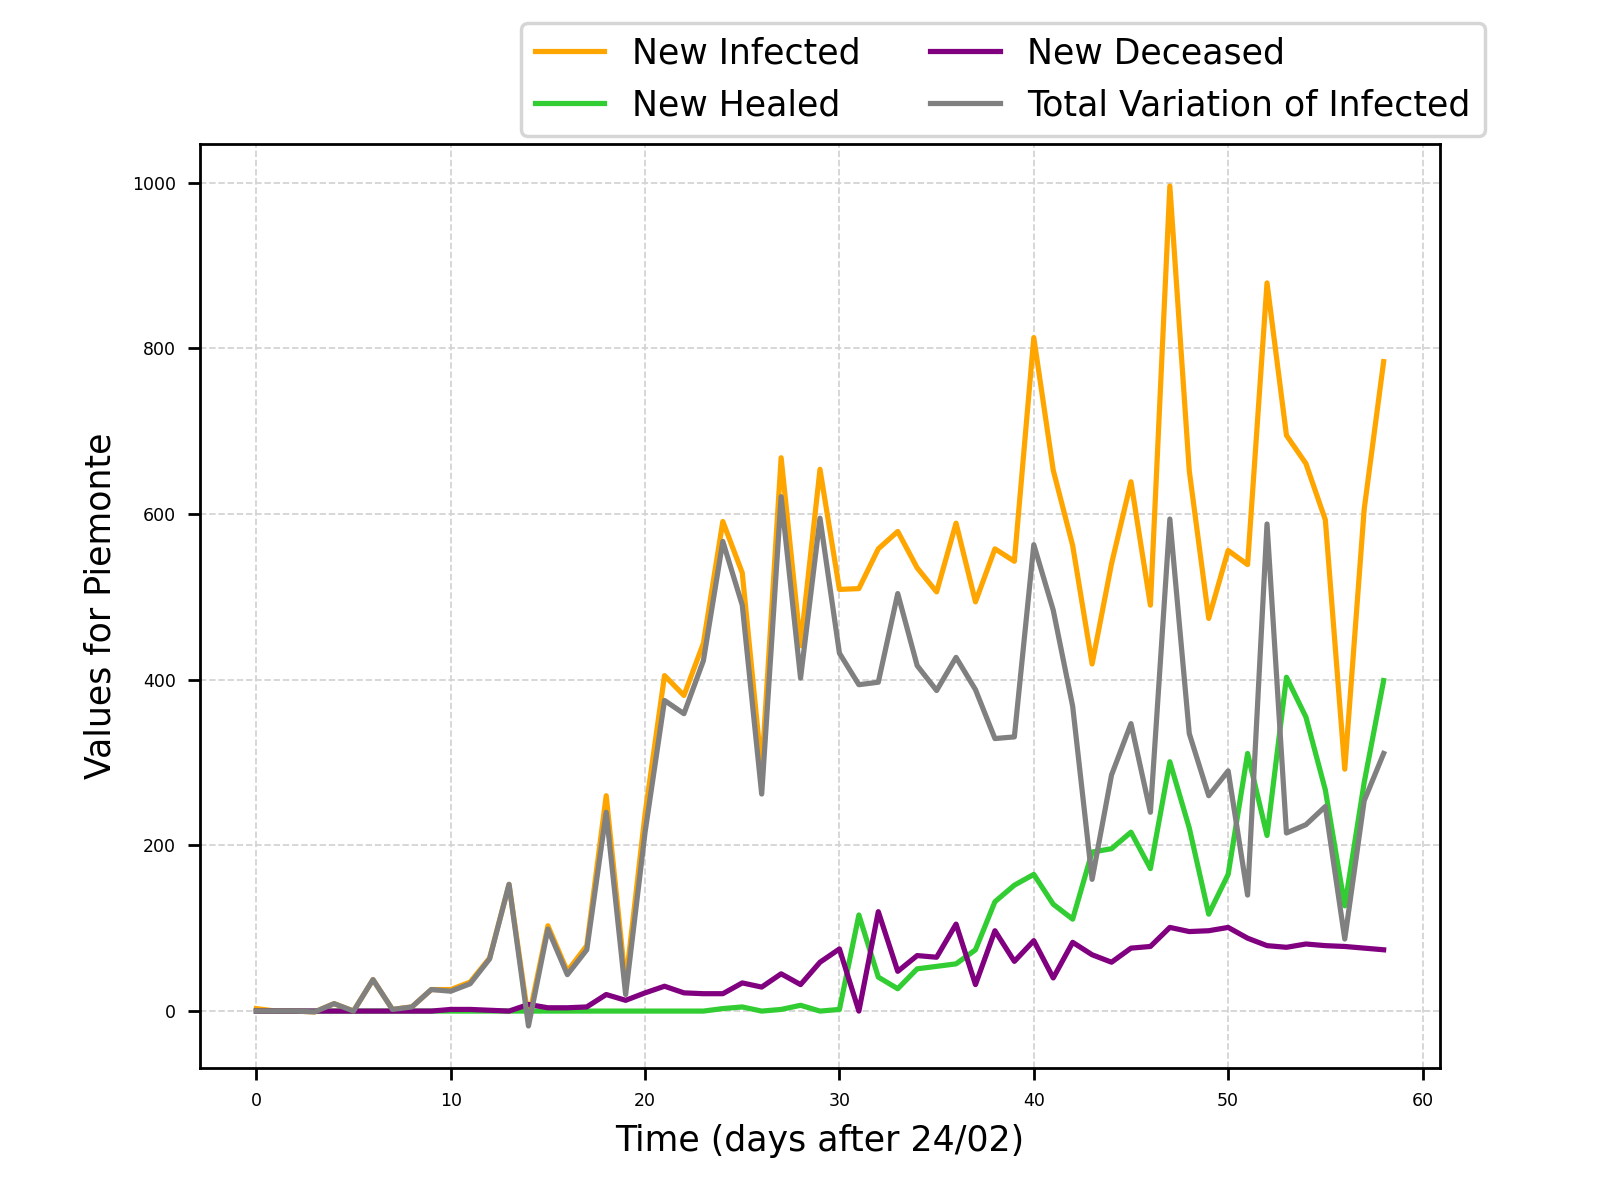 New Infected
New Healed
New Deceased
Total Variation of Infected
1000
800
600
400
200
0
Values for Piemonte
0 10 20 30 40 50 60
Time (days after 24/02)